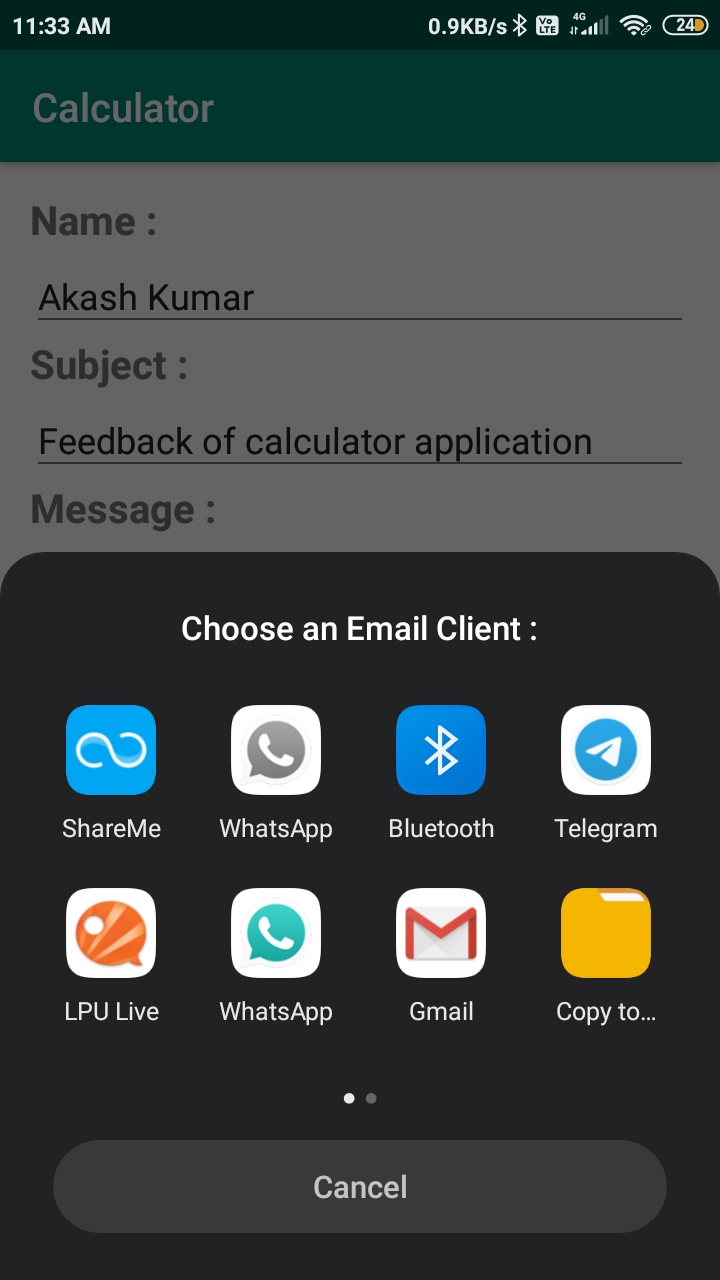 11:33 AM 0.9KB/s Vo LTE 4G 24
Calculator
Name :
Akash Kumar
Subject :
Feedback of calculator application
Message :
Choose an Email Client :
ShareMe WhatsApp Bluetooth Telegram
LPU Live WhatsApp Gmail Copy to...
Cancel